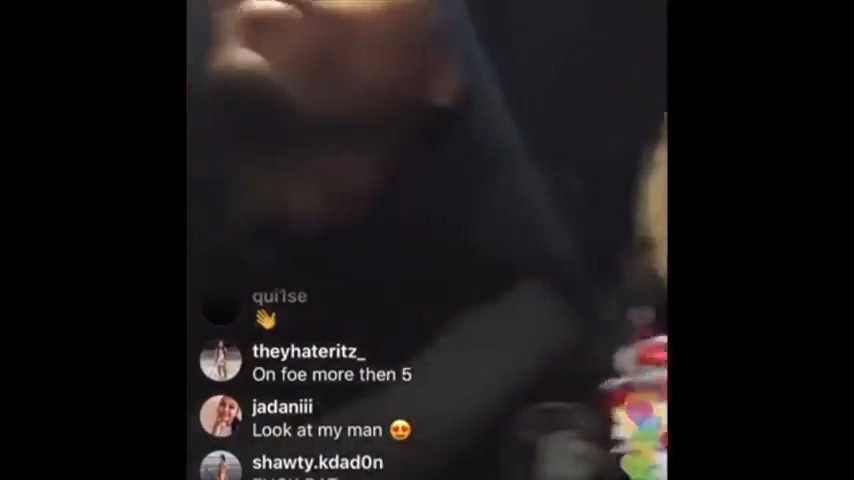 qui1se
👋
theyhateritz_
On foe more then 5
jadaniii
Look at my man 😍
shawty.kdad0n